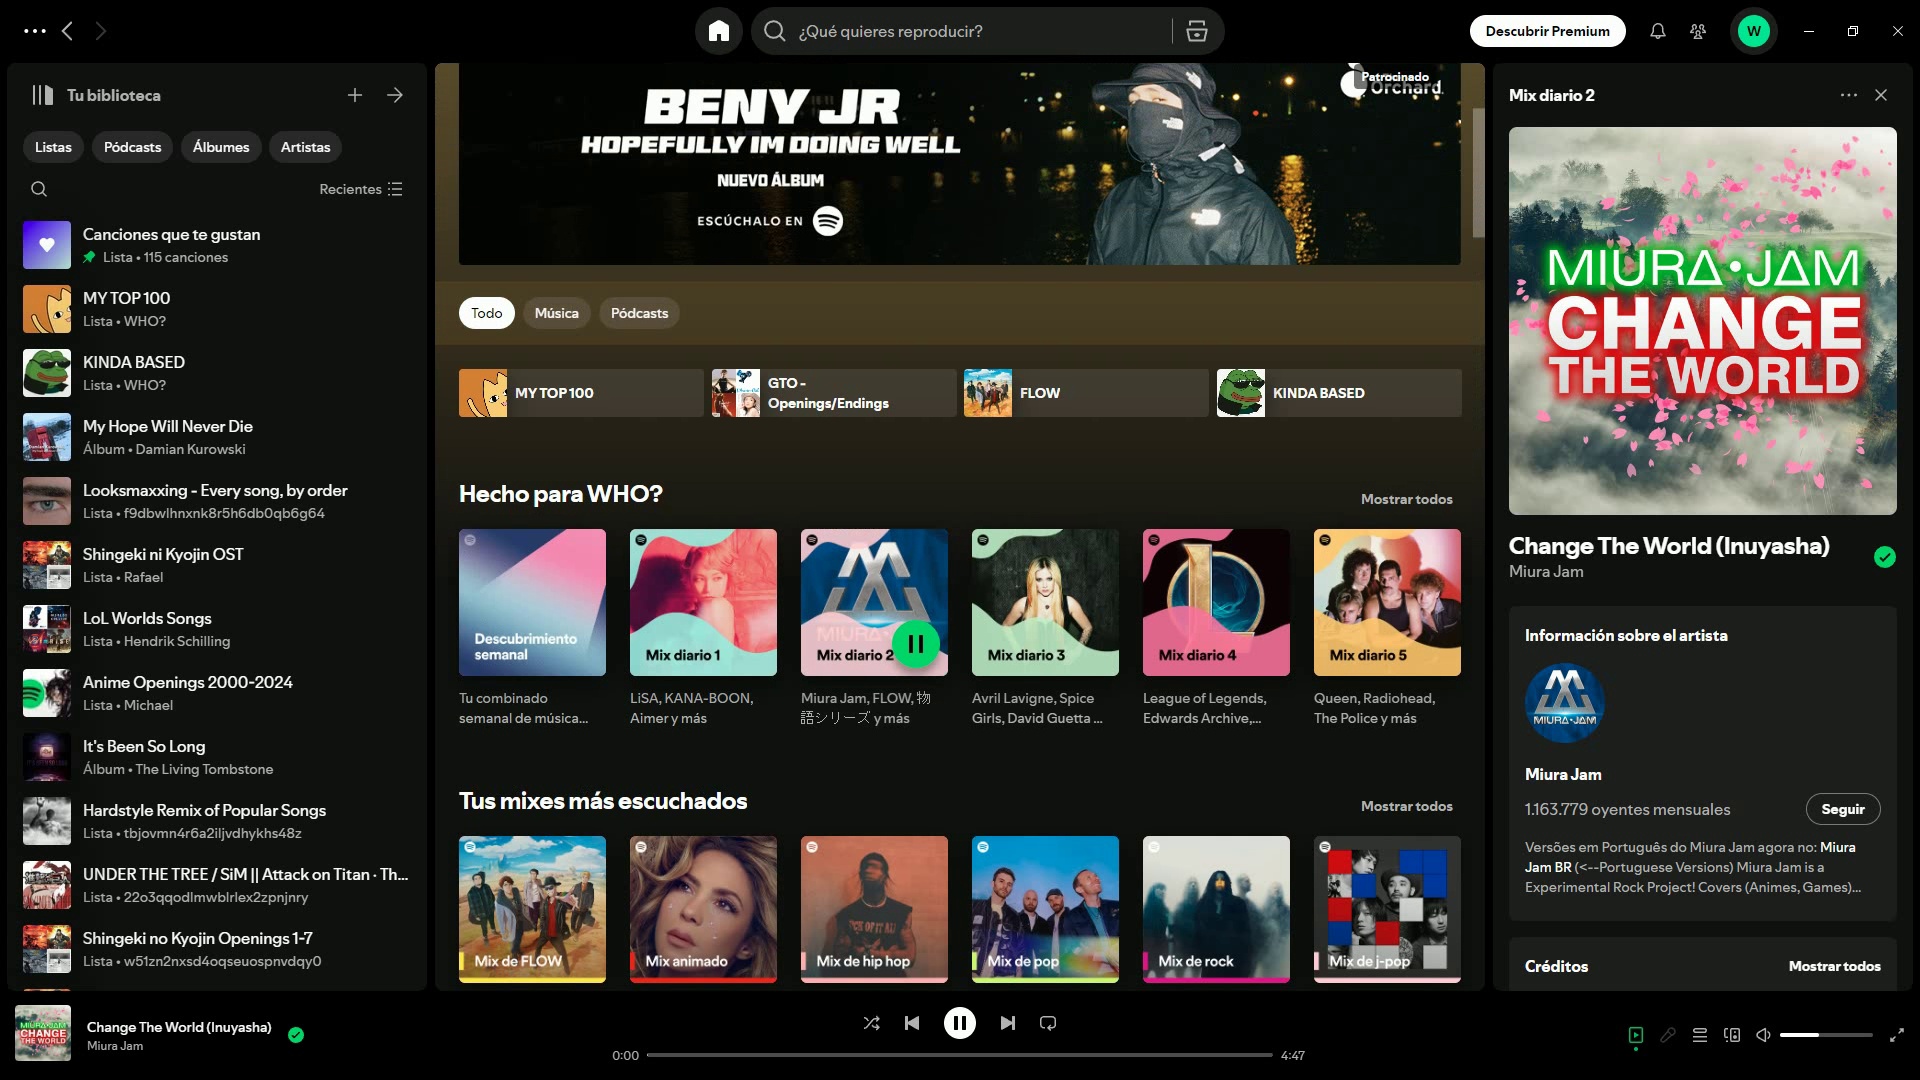 ¿Qué quieres reproducir?
Descubrir Premium
W
Tu biblioteca
Listas
Pódcasts
Álbumes
Artistas
Recientes
Canciones que te gustan
Lista • 115 canciones
MY TOP 100
Lista • WHO?
KINDA BASED
Lista • WHO?
My Hope Will Never Die
Álbum • Damian Kurowski
Looksmaxxing - Every song, by order
Lista • f9dbwlhnxnk8r5h6db0qb6g64
Shingeki ni Kyojin OST
Lista • Rafael
LoL Worlds Songs
Lista • Hendrik Schilling
Anime Openings 2000-2024
Lista • Michael
It's Been So Long
Álbum • The Living Tombstone
Hardstyle Remix of Popular Songs
Lista • tbjovmn4r6a2iljvdhykhs48z
UNDER THE TREE / SiM || Attack on Titan · Th...
Lista • 22o3qqodlmwblrlex2zpnjnry
Shingeki no Kyojin Openings 1-7
Lista • w51zn2nxsd4oqseuospnvdqy0
Patrocinado
Orchard
BENY JR
HOPEFULLY IM DOING WELL
NUEVO ÁLBUM
ESCÚCHALO EN
Todo
Música
Pódcasts
MY TOP 100
GTO -
Openings/Endings
FLOW
KINDA BASED
Hecho para WHO?
Mostrar todos
Descubrimiento
semanal
Mix diario 1
MIURA
Mix diario 2
Mix diario 3
Mix diario 4
Mix diario 5
Tu combinado
semanal de música...
LiSA, KANA-BOON,
Aimer y más
Miura Jam, FLOW, 物
語シリーズ y más
Avril Lavigne, Spice
Girls, David Guetta ...
League of Legends,
Edwards Archive,...
Queen, Radiohead,
The Police y más
Tus mixes más escuchados
Mostrar todos
Mix de FLOW
Mix animado
Mix de hip hop
Mix de pop
Mix de rock
Mix de j-pop
Mix diario 2
MIURA•JAM
CHANGE
THE WORLD
Change The World (Inuyasha)
Miura Jam
Información sobre el artista
MIURA•JAM
Miura Jam
1.163.779 oyentes mensuales
Seguir
Versões em Português do Miura Jam agora no: Miura
Jam BR (<--Portuguese Versions) Miura Jam is a
Experimental Rock Project! Covers (Animes, Games)...
Créditos
Mostrar todos
MIURA•JAM
CHANGE
THE WORLD
Change The World (Inuyasha)
Miura Jam
0:00
4:47